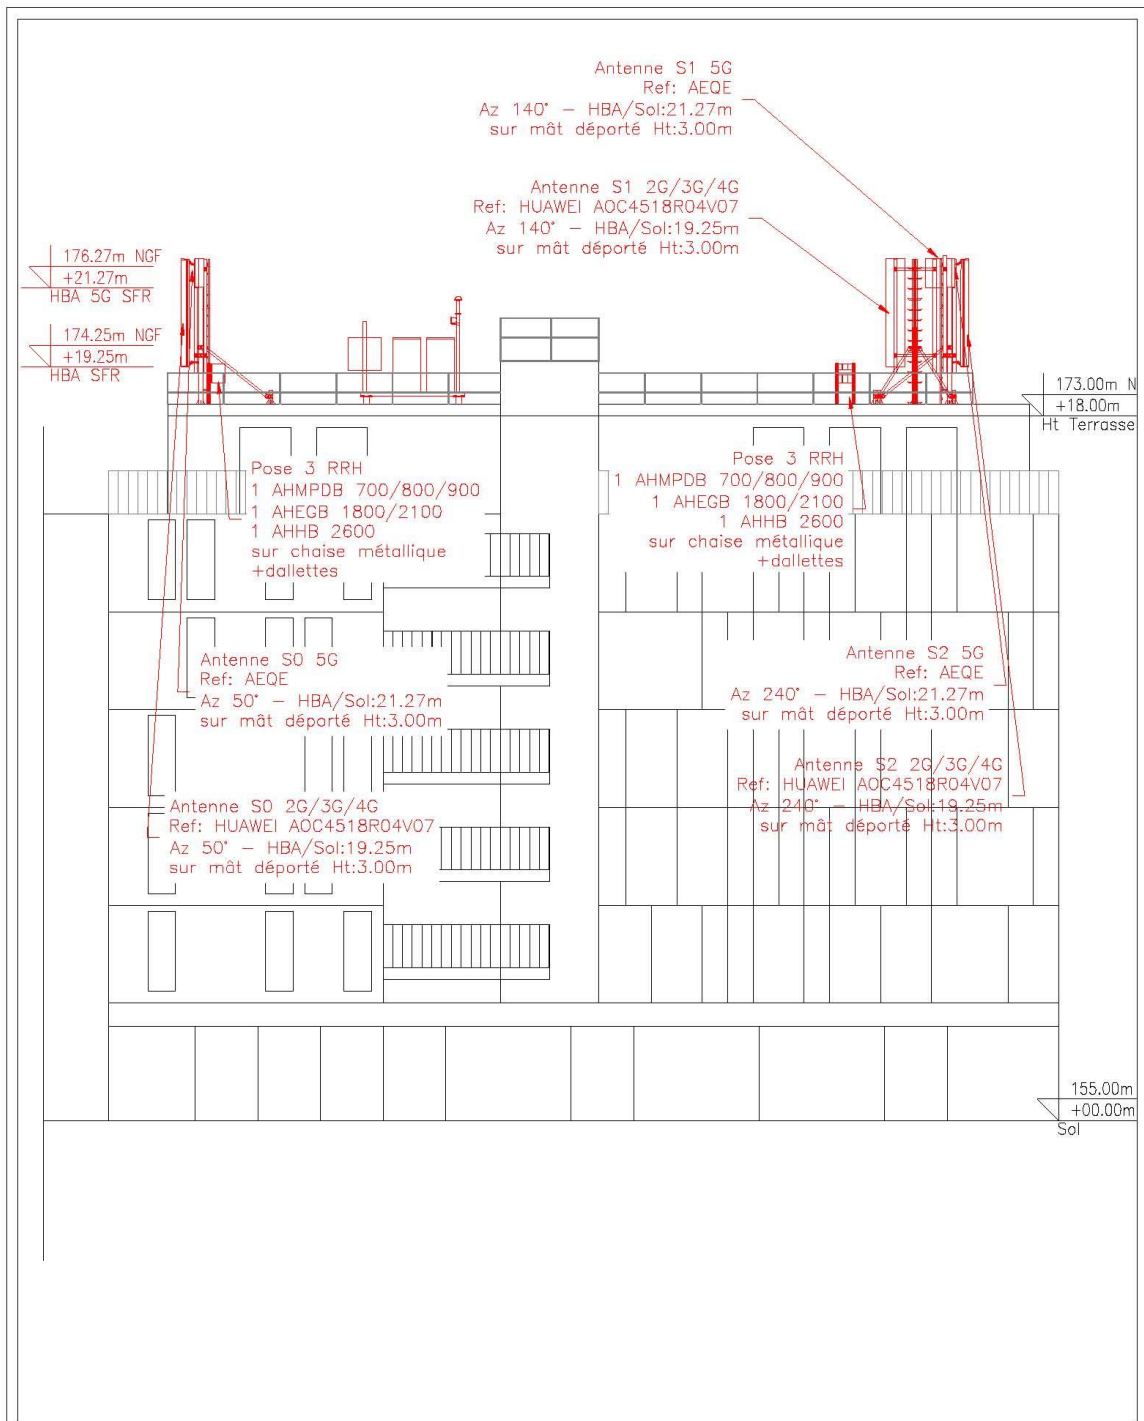 Antenne S1 5G
Ref: AEQE
Az 140° – HBA/Sol:21.27m
sur mât déporté Ht:3.00m
Antenne S1 2G/3G/4G
Ref: HUAWEI AOC4518R04V07
Az 140° – HBA/Sol:19.25m
sur mât déporté Ht:3.00m
176.27m NGF
+21.27m
HBA 5G SFR
174.25m NGF
+19.25m
HBA SFR
173.00m N
+18.00m
Ht Terrasse
Pose 3 RRH
1 AHMPDB 700/800/900
1 AHEGB 1800/2100
1 AHHB 2600
sur chaise métallique
+dallettes
Pose 3 RRH
1 AHMPDB 700/800/900
1 AHEGB 1800/2100
1 AHHB 2600
sur chaise métallique
+dallettes
Antenne S0 5G
Ref: AEQE
Az 50° – HBA/Sol:21.27m
sur mât déporté Ht:3.00m
Antenne S2 5G
Ref: AEQE
Az 240° – HBA/Sol:21.27m
sur mât déporté Ht:3.00m
Antenne S0 2G/3G/4G
Ref: HUAWEI AOC4518R04V07
Az 50° – HBA/Sol:19.25m
sur mât déporté Ht:3.00m
Antenne S2 2G/3G/4G
Ref: HUAWEI AOC4518R04V07
Az 240° – HBA/Sol:19.25m
sur mât déporté Ht:3.00m
155.00m
+00.00m
Sol